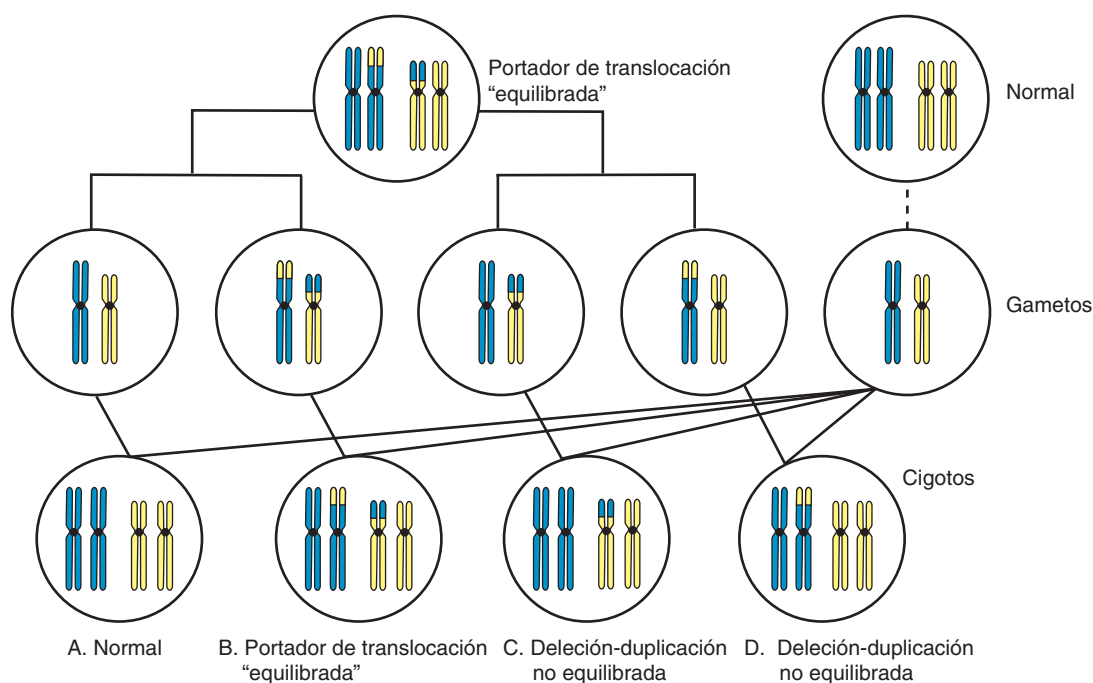 Portador de translocación
“equilibrada”
Normal
Gametos
Cigotos
A. Normal
B. Portador de translocación
“equilibrada”
C. Deleción-duplicación
no equilibrada
D. Deleción-duplicación
no equilibrada